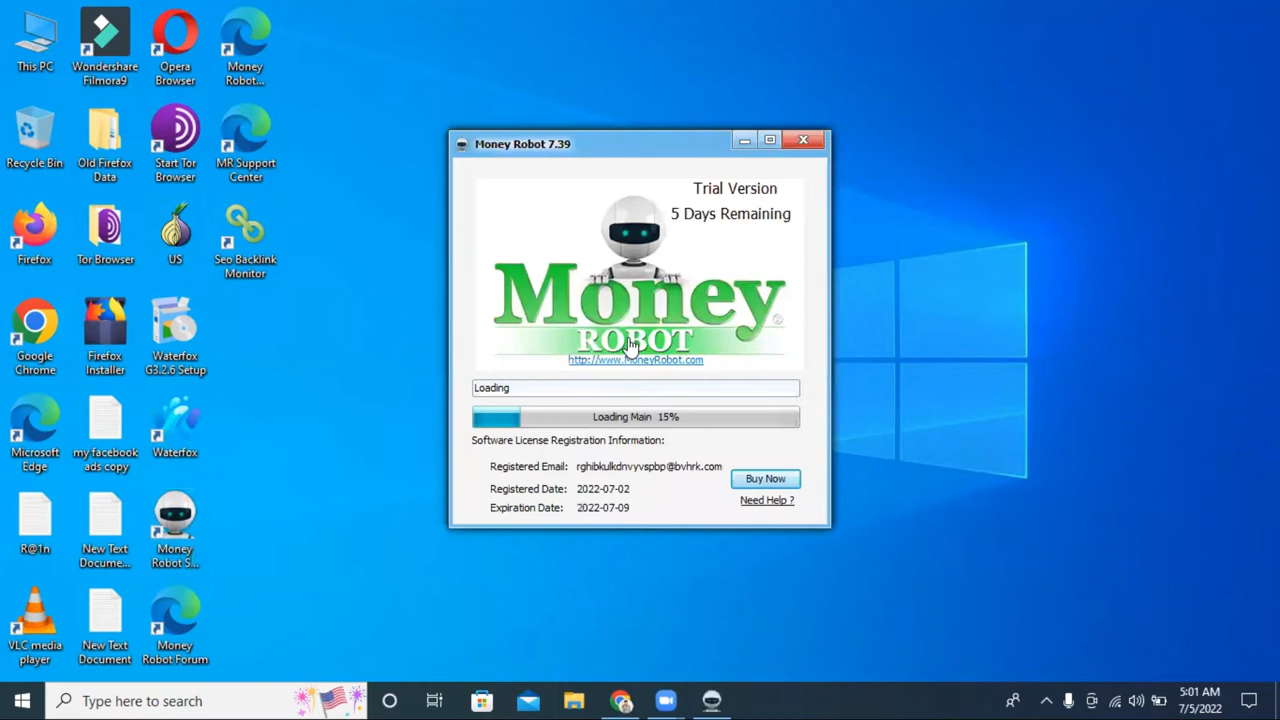 This PC
Wondershare
Filmora9
Opera
Browser
Money
Robot...
Recycle Bin
Old Firefox
Data
Start Tor
Browser
MR Support
Center
Firefox
Tor Browser
US
Seo Backlink
Monitor
Google
Chrome
Firefox
Installer
Waterfox
G3.2.6 Setup
Microsoft
Edge
my facebook
ads copy
Waterfox
R@1n
New Text
Docume...
Money
Robot S...
VLC media
player
New Text
Document
Money
Robot Forum
Money Robot 7.39
Trial Version
5 Days Remaining
Money
ROBOT
http://www.MoneyRobot.com
Loading
Loading Main 15%
Software License Registration Information:
Registered Email: rghibkulkdnvyvspbp@bvhrk.com
Registered Date: 2022-07-02
Expiration Date: 2022-07-09
Buy Now
Need Help ?
Type here to search
5:01 AM
7/5/2022